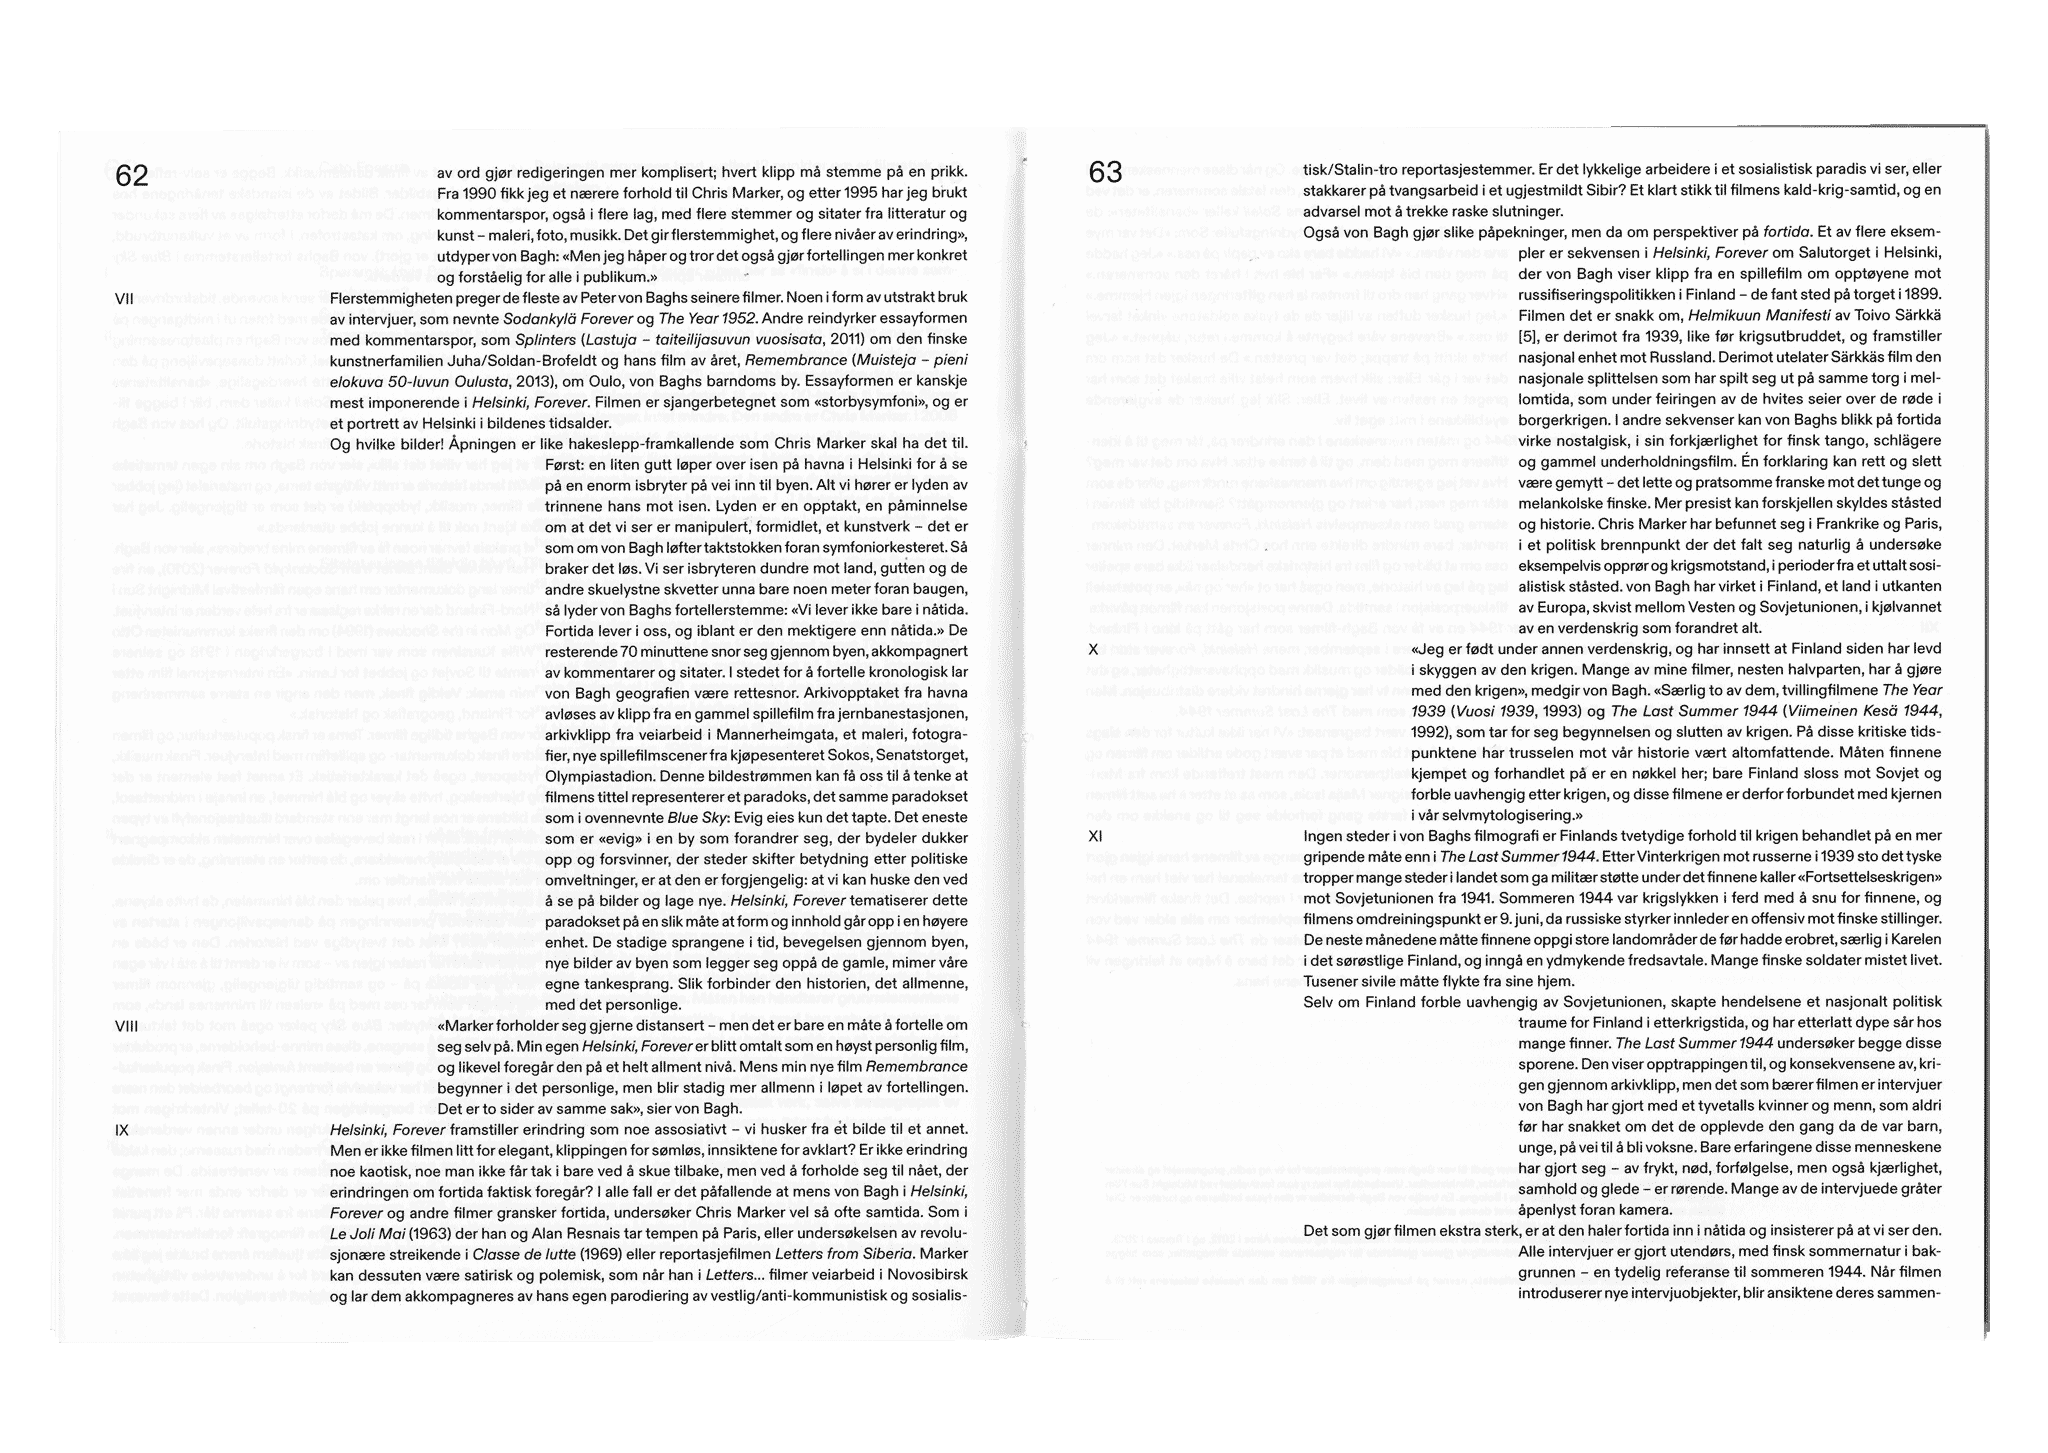 62
av ord gjør redigeringen mer komplisert; hvert klipp må stemme på en prikk.
Fra 1990 fikk jeg et nærere forhold til Chris Marker, og etter 1995 har jeg brukt
kommentarspor, også i flere lag, med flere stemmer og sitater fra litteratur og
kunst – maleri, foto, musikk. Det gir flerstemmighet, og flere nivåer av erindring»,
utdyper von Bagh: «Men jeg håper og tror det også gjør fortellingen mer konkret
og forståelig for alle i publikum.»
VII
Flerstemmigheten preger de fleste av Peter von Baghs seinere filmer. Noen i form av utstrakt bruk
av intervjuer, som nevnte Sodankylä Forever og The Year 1952. Andre reindyrker essayformen
med kommentarspor, som Splinters (Lastuja – taiteilijasuvun vuosisata, 2011) om den finske
kunstnerfamilien Juha/Soldan-Brofeldt og hans film av året, Remembrance (Muisteja – pieni
elokuva 50-luvun Oulusta, 2013), om Oulo, von Baghs barndoms by. Essayformen er kanskje
mest imponerende i Helsinki, Forever. Filmen er sjangerbetegnet som «storbysymfoni», og er
et portrett av Helsinki i bildenes tidsalder.
Og hvilke bilder! Åpningen er like hakeslepp-framkallende som Chris Marker skal ha det til.
Først: en liten gutt løper over isen på havna i Helsinki for å se
på en enorm isbryter på vei inn til byen. Alt vi hører er lyden av
trinnene hans mot isen. Lyden er en opptakt, en påminnelse
om at det vi ser er manipulert, formidlet, et kunstverk – det er
som om von Bagh løfter taktstokken foran symfoniorkesteret. Så
braker det løs. Vi ser isbryteren dundre mot land, gutten og de
andre skuelystne skvetter unna bare noen meter foran baugen,
så lyder von Baghs fortellerstemme: «Vi lever ikke bare i nåtida.
Fortida lever i oss, og iblant er den mektigere enn nåtida.» De
resterende 70 minuttene snor seg gjennom byen, akkompagnert
av kommentarer og sitater. I stedet for å fortelle kronologisk lar
von Bagh geografien være rettesnor. Arkivopptaket fra havna
avløses av klipp fra en gammel spillefilm fra jernbanestasjonen,
arkivklipp fra veiarbeid i Mannerheimgata, et maleri, fotogra-
fier, nye spillefilmscener fra kjøpesenteret Sokos, Senatstorget,
Olympiastadion. Denne bildestrømmen kan få oss til å tenke at
filmens tittel representerer et paradoks, det samme paradokset
som i ovennevnte Blue Sky: Evig eies kun det tapte. Det eneste
som er «evig» i en by som forandrer seg, der bydeler dukker
opp og forsvinner, der steder skifter betydning etter politiske
omveltninger, er at den er forgjengelig: at vi kan huske den ved
å se på bilder og lage nye. Helsinki, Forever tematiserer dette
paradokset på en slik måte at form og innhold går opp i en høyere
enhet. De stadige sprangene i tid, bevegelsen gjennom byen,
nye bilder av byen som legger seg oppå de gamle, mimer våre
egne tankesprang. Slik forbinder den historien, det allmenne,
med det personlige.
VIII
«Marker forholder seg gjerne distansert – men det er bare en måte å fortelle om
seg selv på. Min egen Helsinki, Forever er blitt omtalt som en høyst personlig film,
og likevel foregår den på et helt allment nivå. Mens min nye film Remembrance
begynner i det personlige, men blir stadig mer allmenn i løpet av fortellingen.
Det er to sider av samme sak», sier von Bagh.
IX
Helsinki, Forever framstiller erindring som noe assosiativt – vi husker fra ét bilde til et annet.
Men er ikke filmen litt for elegant, klippingen for sømløs, innsiktene for avklart? Er ikke erindring
noe kaotisk, noe man ikke får tak i bare ved å skue tilbake, men ved å forholde seg til nået, der
erindringen om fortida faktisk foregår? I alle fall er det påfallende at mens von Bagh i Helsinki,
Forever og andre filmer gransker fortida, undersøker Chris Marker vel så ofte samtida. Som i
Le Joli Mai (1963) der han og Alan Resnais tar tempen på Paris, eller undersøkelsen av revolu-
sjonære streikende i Classe de lutte (1969) eller reportasjefilmen Letters from Siberia. Marker
kan dessuten være satirisk og polemisk, som når han i Letters... filmer veiarbeid i Novosibirsk
og lar dem akkompagneres av hans egen parodiering av vestlig/anti-kommunistisk og sosialis-
63
tisk/Stalin-tro reportasjestemmer. Er det lykkelige arbeidere i et sosialistisk paradis vi ser, eller
stakkarer på tvangsarbeid i et ugjestmildt Sibir? Et klart stikk til filmens kald-krig-samtid, og en
advarsel mot å trekke raske slutninger.
Også von Bagh gjør slike påpekninger, men da om perspektiver på fortida. Et av flere eksem-
pler er sekvensen i Helsinki, Forever om Salutorget i Helsinki,
der von Bagh viser klipp fra en spillefilm om opptøyene mot
russifiseringspolitikken i Finland – de fant sted på torget i 1899.
Filmen det er snakk om, Helmikuun Manifesti av Toivo Särkkä
[5], er derimot fra 1939, like før krigsutbruddet, og framstiller
nasjonal enhet mot Russland. Derimot utelater Särkkäs film den
nasjonale splittelsen som har spilt seg ut på samme torg i mel-
lomtida, som under feiringen av de hvites seier over de røde i
borgerkrigen. I andre sekvenser kan von Baghs blikk på fortida
virke nostalgisk, i sin forkjærlighet for finsk tango, schlägere
og gammel underholdningsfilm. Én forklaring kan rett og slett
være gemytt – det lette og pratsomme franske mot det tunge og
melankolske finske. Mer presist kan forskjellen skyldes ståsted
og historie. Chris Marker har befunnet seg i Frankrike og Paris,
i et politisk brennpunkt der det falt seg naturlig å undersøke
eksempelvis opprør og krigsmotstand, i perioder fra et uttalt sosi-
alistisk ståsted. von Bagh har virket i Finland, et land i utkanten
av Europa, skvist mellom Vesten og Sovjetunionen, i kjølvannet
av en verdenskrig som forandret alt.
X
«Jeg er født under annen verdenskrig, og har innsett at Finland siden har levd
i skyggen av den krigen. Mange av mine filmer, nesten halvparten, har å gjøre
med den krigen», medgir von Bagh. «Særlig to av dem, tvillingfilmene The Year
1939 (Vuosi 1939, 1993) og The Last Summer 1944 (Viimeinen Kesä 1944,
1992), som tar for seg begynnelsen og slutten av krigen. På disse kritiske tids-
punktene har trusselen mot vår historie vært altomfattende. Måten finnene
kjempet og forhandlet på er en nøkkel her; bare Finland sloss mot Sovjet og
forble uavhengig etter krigen, og disse filmene er derfor forbundet med kjernen
i vår selvmytologisering.»
XI
Ingen steder i von Baghs filmografi er Finlands tvetydige forhold til krigen behandlet på en mer
gripende måte enn i The Last Summer 1944. Etter Vinterkrigen mot russerne i 1939 sto det tyske
tropper mange steder i landet som ga militær støtte under det finnene kaller «Fortsettelseskrigen»
mot Sovjetunionen fra 1941. Sommeren 1944 var krigslykken i ferd med å snu for finnene, og
filmens omdreiningspunkt er 9. juni, da russiske styrker innleder en offensiv mot finske stillinger.
De neste månedene måtte finnene oppgi store landområder de før hadde erobret, særlig i Karelen
i det sørøstlige Finland, og inngå en ydmykende fredsavtale. Mange finske soldater mistet livet.
Tusener sivile måtte flykte fra sine hjem.
Selv om Finland forble uavhengig av Sovjetunionen, skapte hendelsene et nasjonalt politisk
traume for Finland i etterkrigstida, og har etterlatt dype sår hos
mange finner. The Last Summer 1944 undersøker begge disse
sporene. Den viser opptrappingen til, og konsekvensene av, kri-
gen gjennom arkivklipp, men det som bærer filmen er intervjuer
von Bagh har gjort med et tyvetalls kvinner og menn, som aldri
før har snakket om det de opplevde den gang da de var barn,
unge, på vei til å bli voksne. Bare erfaringene disse menneskene
har gjort seg – av frykt, nød, forfølgelse, men også kjærlighet,
samhold og glede – er rørende. Mange av de intervjuede gråter
åpenlyst foran kamera.
Det som gjør filmen ekstra sterk, er at den haler fortida inn i nåtida og insisterer på at vi ser den.
Alle intervjuer er gjort utendørs, med finsk sommernatur i bak-
grunnen – en tydelig referanse til sommeren 1944. Når filmen
introduserer nye intervjuobjekter, blir ansiktene deres sammen-